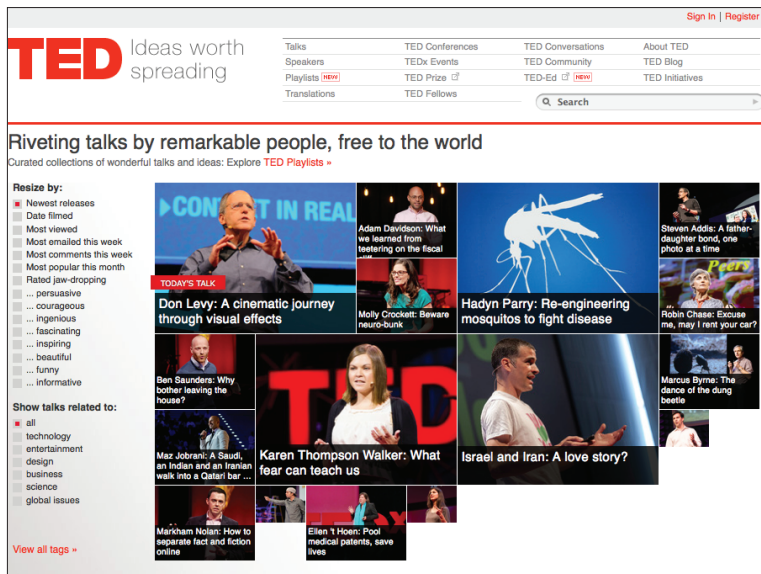 Sign In | Register
TED Ideas worth
spreading
Talks
Speakers
Playlists NEW!
Translations
TED Conferences
TEDx Events
TED Prize
TED Fellows
TED Conversations
TED Community
TED-Ed NEW!
About TED
TED Blog
TED Initiatives
Search
Riveting talks by remarkable people, free to the world
Curated collections of wonderful talks and ideas: Explore TED Playlists »
Resize by:
Newest releases
Date filmed
Most viewed
Most emailed this week
Most comments this week
Most popular this month
Rated jaw-dropping
... persuasive
... courageous
... ingenious
... fascinating
... inspiring
... beautiful
... funny
... informative
Show talks related to:
all
technology
entertainment
design
business
science
global issues
View all tags »
IN REAL
TODAY'S TALK
Don Levy: A cinematic journey
through visual effects
Adam Davidson: What
we learned from
teetering on the fiscal
cliff
Molly Crockett: Beware
neuro-bunk
Hadyn Parry: Re-engineering
mosquitos to fight disease
Steven Addis: A father-
daughter bond, one
photo at a time
Peers
Robin Chase: Excuse
me, may I rent your car?
Ben Saunders: Why
bother leaving the
house?
Maz Jobrani: A Saudi,
an Indian and an Iranian
walk into a Qatari bar ...
TED
Karen Thompson Walker: What
fear can teach us
Israel and Iran: A love story?
Marcus Byrne: The
dance of the dung
beetle
Markham Nolan: How to
separate fact and fiction
online
Ellen 't Hoen: Pool
medical patents, save
lives